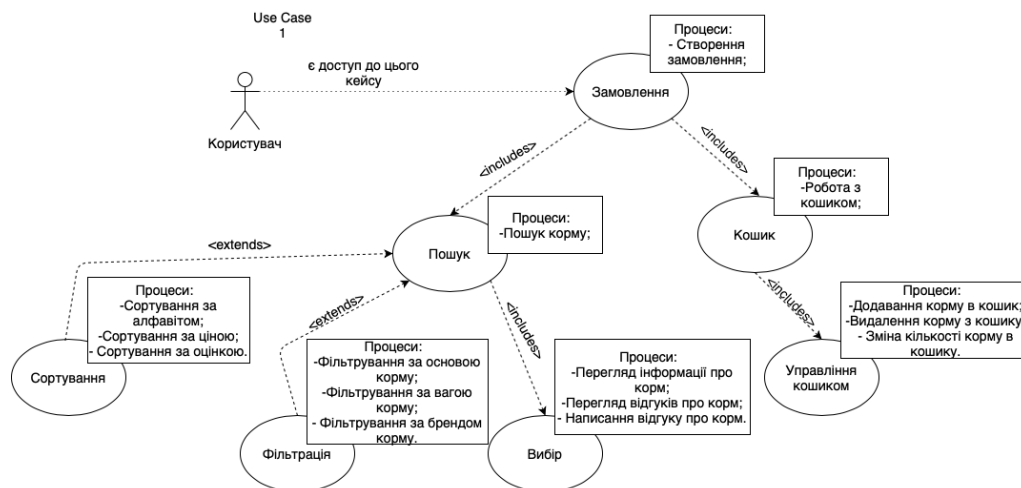 Use Case
1
є доступ до цього
кейсу
Користувач
Процеси:
- Створення
замовлення;
Замовлення
<includes>
<includes>
Процеси:
-Робота з
кошиком;
Кошик
Процеси:
-Пошук корму;
Пошук
<extends>
<extends>
<includes>
<includes>
Процеси:
-Сортування за
алфавітом;
-Сортування за ціною;
- Сортування за оцінкою.
Сортування
Процеси:
-Фільтрування за основою
корму;
-Фільтрування за вагою
корму;
- Фільтрування за брендом
корму.
Фільтрація
Процеси:
-Перегляд інформації про
корм;
-Перегляд відгуків про корм;
- Написання відгуку про корм.
Вибір
Процеси:
-Додавання корму в кошик;
-Видалення корму з кошику;
- Зміна кількості корму в
кошику.
Управління
кошиком